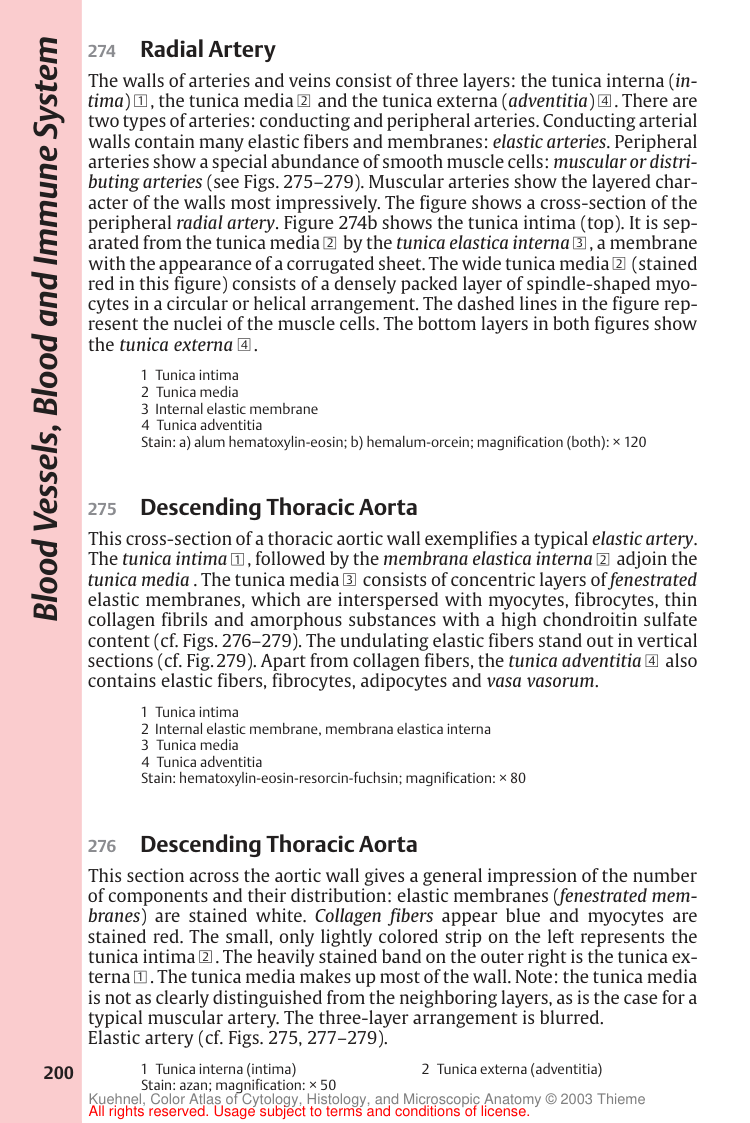 Blood Vessels, Blood and Immune System
274 Radial Artery
The walls of arteries and veins consist of three layers: the tunica interna (in-
tima) 1, the tunica media 2 and the tunica externa (adventitia) 4. There are
two types of arteries: conducting and peripheral arteries. Conducting arterial
walls contain many elastic fibers and membranes: elastic arteries. Peripheral
arteries show a special abundance of smooth muscle cells: muscular or distri-
buting arteries (see Figs. 275–279). Muscular arteries show the layered char-
acter of the walls most impressively. The figure shows a cross-section of the
peripheral radial artery. Figure 274b shows the tunica intima (top). It is sep-
arated from the tunica media 2 by the tunica elastica interna 3, a membrane
with the appearance of a corrugated sheet. The wide tunica media 2 (stained
red in this figure) consists of a densely packed layer of spindle-shaped myo-
cytes in a circular or helical arrangement. The dashed lines in the figure rep-
resent the nuclei of the muscle cells. The bottom layers in both figures show
the tunica externa 4.
1 Tunica intima
2 Tunica media
3 Internal elastic membrane
4 Tunica adventitia
Stain: a) alum hematoxylin-eosin; b) hemalum-orcein; magnification (both): × 120
275 Descending Thoracic Aorta
This cross-section of a thoracic aortic wall exemplifies a typical elastic artery.
The tunica intima 1, followed by the membrana elastica interna 2 adjoin the
tunica media . The tunica media 3 consists of concentric layers of fenestrated
elastic membranes, which are interspersed with myocytes, fibrocytes, thin
collagen fibrils and amorphous substances with a high chondroitin sulfate
content (cf. Figs. 276–279). The undulating elastic fibers stand out in vertical
sections (cf. Fig. 279). Apart from collagen fibers, the tunica adventitia 4 also
contains elastic fibers, fibrocytes, adipocytes and vasa vasorum.
1 Tunica intima
2 Internal elastic membrane, membrana elastica interna
3 Tunica media
4 Tunica adventitia
Stain: hematoxylin-eosin-resorcin-fuchsin; magnification: × 80
276 Descending Thoracic Aorta
This section across the aortic wall gives a general impression of the number
of components and their distribution: elastic membranes (fenestrated mem-
branes) are stained white. Collagen fibers appear blue and myocytes are
stained red. The small, only lightly colored strip on the left represents the
tunica intima 2. The heavily stained band on the outer right is the tunica ex-
terna 1. The tunica media makes up most of the wall. Note: the tunica media
is not as clearly distinguished from the neighboring layers, as is the case for a
typical muscular artery. The three-layer arrangement is blurred.
Elastic artery (cf. Figs. 275, 277–279).
1 Tunica interna (intima) 2 Tunica externa (adventitia)
Stain: azan; magnification: × 50
200
Kuehnel, Color Atlas of Cytology, Histology, and Microscopic Anatomy © 2003 Thieme
All rights reserved. Usage subject to terms and conditions of license.